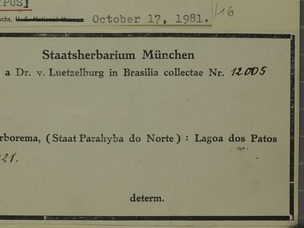 October 17, 1981.
Staatsherbarium München
a Dr. v. Luetzelburg in Brasilia collectae Nr. 12005
rborema, (Staat Parahyba do Norte) : Lagoa dos Patos
21.
determ.